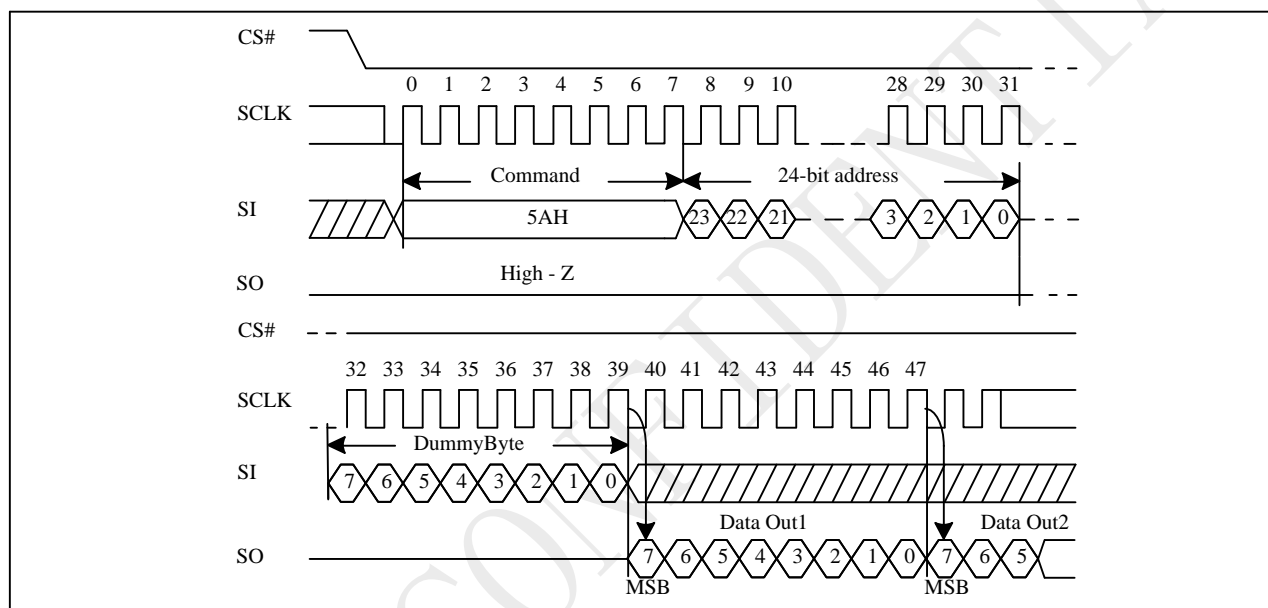 CS#
0 1 2 3 4 5 6 7 8 9 10 28 29 30 31
SCLK
Command 24-bit address
SI 5AH 23 22 21 3 2 1 0
High - Z
SO
CS#
32 33 34 35 36 37 38 39 40 41 42 43 44 45 46 47
SCLK
DummyByte
SI 7 6 5 4 3 2 1 0
Data Out1 Data Out2
SO 7 6 5 4 3 2 1 0 7 6 5
MSB MSB